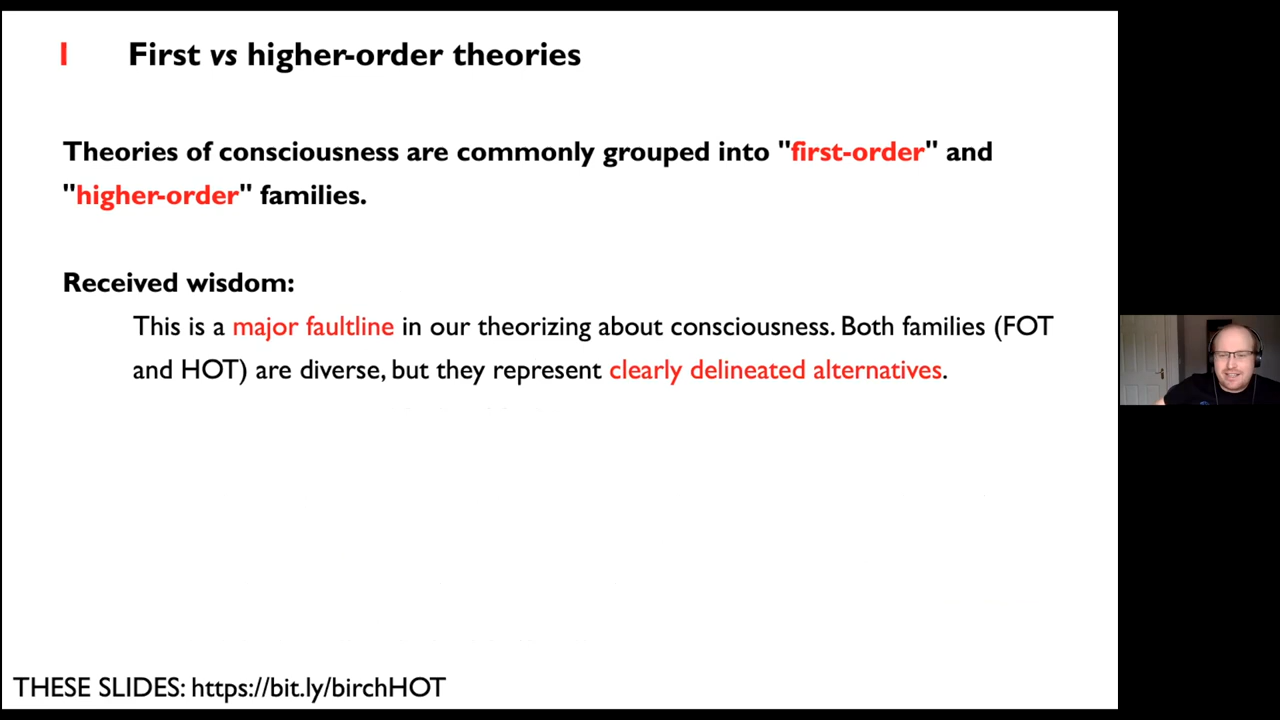 I First vs higher-order theories
Theories of consciousness are commonly grouped into "first-order" and
"higher-order" families.
Received wisdom:
This is a major faultline in our theorizing about consciousness. Both families (FOT
and HOT) are diverse, but they represent clearly delineated alternatives.
THESE SLIDES: https://bit.ly/birchHOT